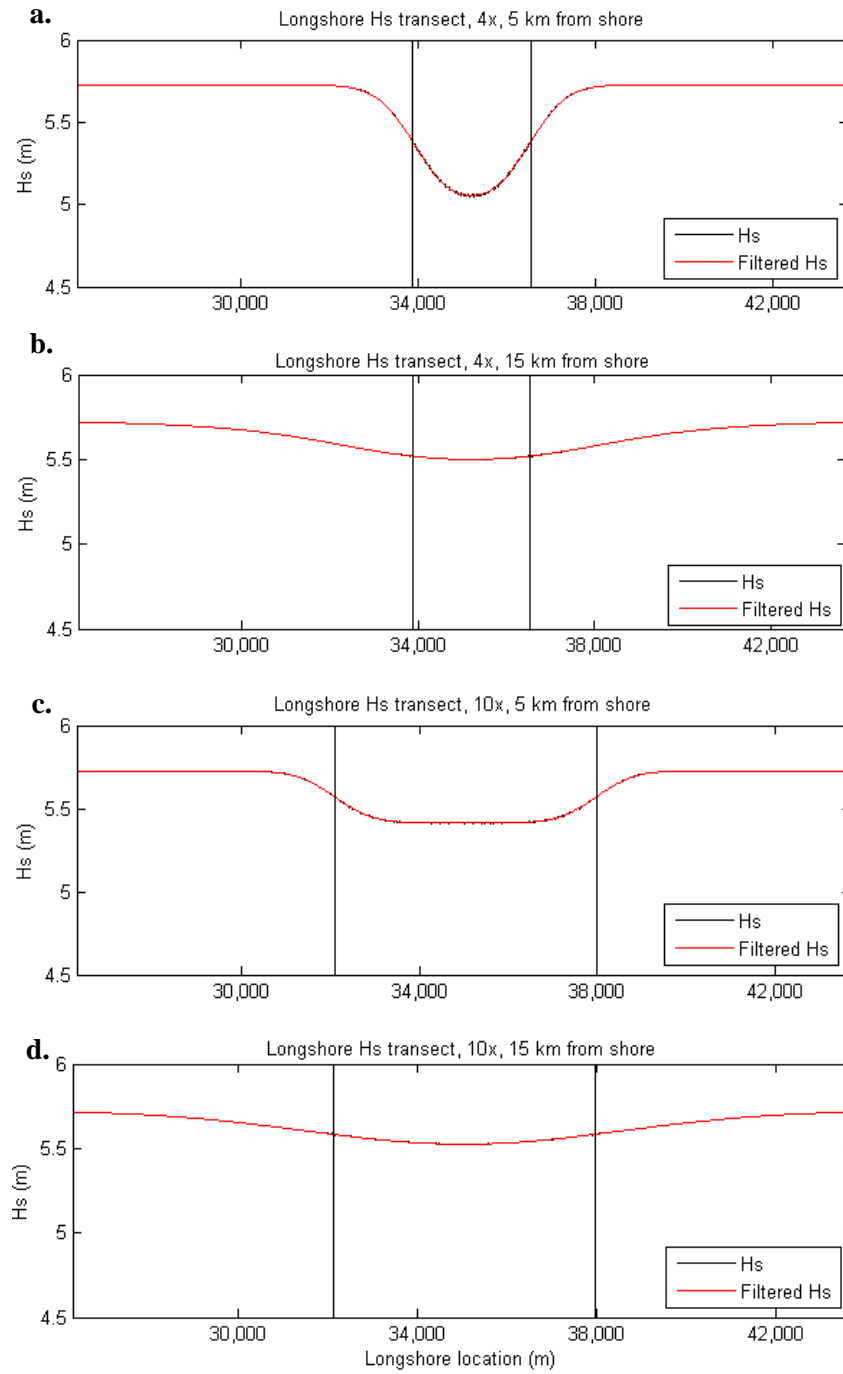 a.
Longshore Hs transect, 4x, 5 km from shore
6
5.5
5
4.5
Hs (m)
30,000 34,000 38,000 42,000
Hs
Filtered Hs
b.
Longshore Hs transect, 4x, 15 km from shore
6
5.5
5
4.5
Hs (m)
30,000 34,000 38,000 42,000
Hs
Filtered Hs
c.
Longshore Hs transect, 10x, 5 km from shore
6
5.5
5
4.5
Hs (m)
30,000 34,000 38,000 42,000
Hs
Filtered Hs
d.
Longshore Hs transect, 10x, 15 km from shore
6
5.5
5
4.5
Hs (m)
30,000 34,000 38,000 42,000
Hs
Filtered Hs
Longshore location (m)